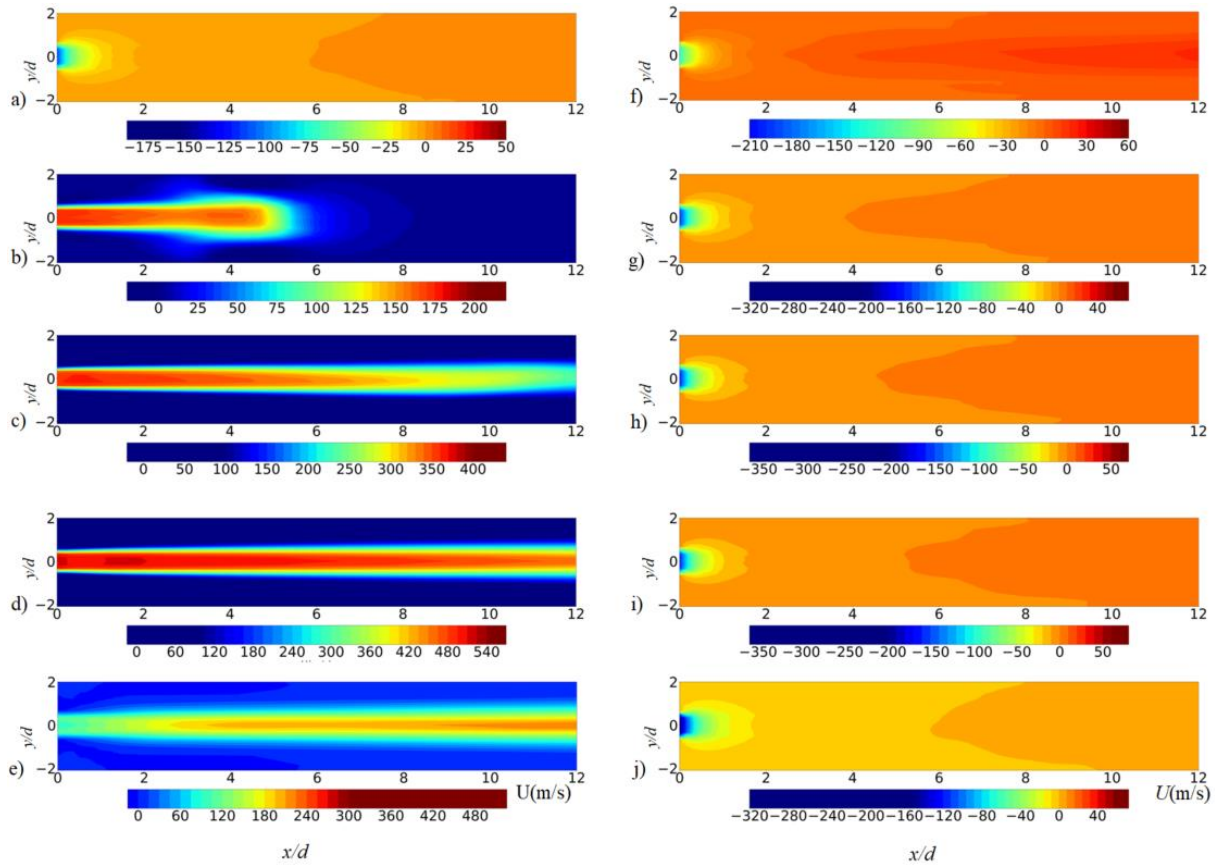 2
0
−2
y/d
a)
0 2 4 6 8 10 12
−175 −150 −125 −100 −75 −50 −25 0 25 50
2
0
−2
y/d
b)
0 2 4 6 8 10 12
0 25 50 75 100 125 150 175 200
2
0
−2
y/d
c)
0 2 4 6 8 10 12
0 50 100 150 200 250 300 350 400
2
0
−2
y/d
d)
0 2 4 6 8 10 12
0 60 120 180 240 300 360 420 480 540
2
0
−2
y/d
e)
0 2 4 6 8 10 12
U(m/s)
0 60 120 180 240 300 360 420 480
x/d
2
0
−2
y/d
f)
0 2 4 6 8 10 12
−210 −180 −150 −120 −90 −60 −30 0 30 60
2
0
−2
y/d
g)
0 2 4 6 8 10 12
−320 −280 −240 −200 −160 −120 −80 −40 0 40
2
0
−2
y/d
h)
0 2 4 6 8 10 12
−350 −300 −250 −200 −150 −100 −50 0 50
2
0
−2
y/d
i)
0 2 4 6 8 10 12
−350 −300 −250 −200 −150 −100 −50 0 50
2
0
−2
y/d
j)
0 2 4 6 8 10 12
U(m/s)
−320 −280 −240 −200 −160 −120 −80 −40 0 40
x/d